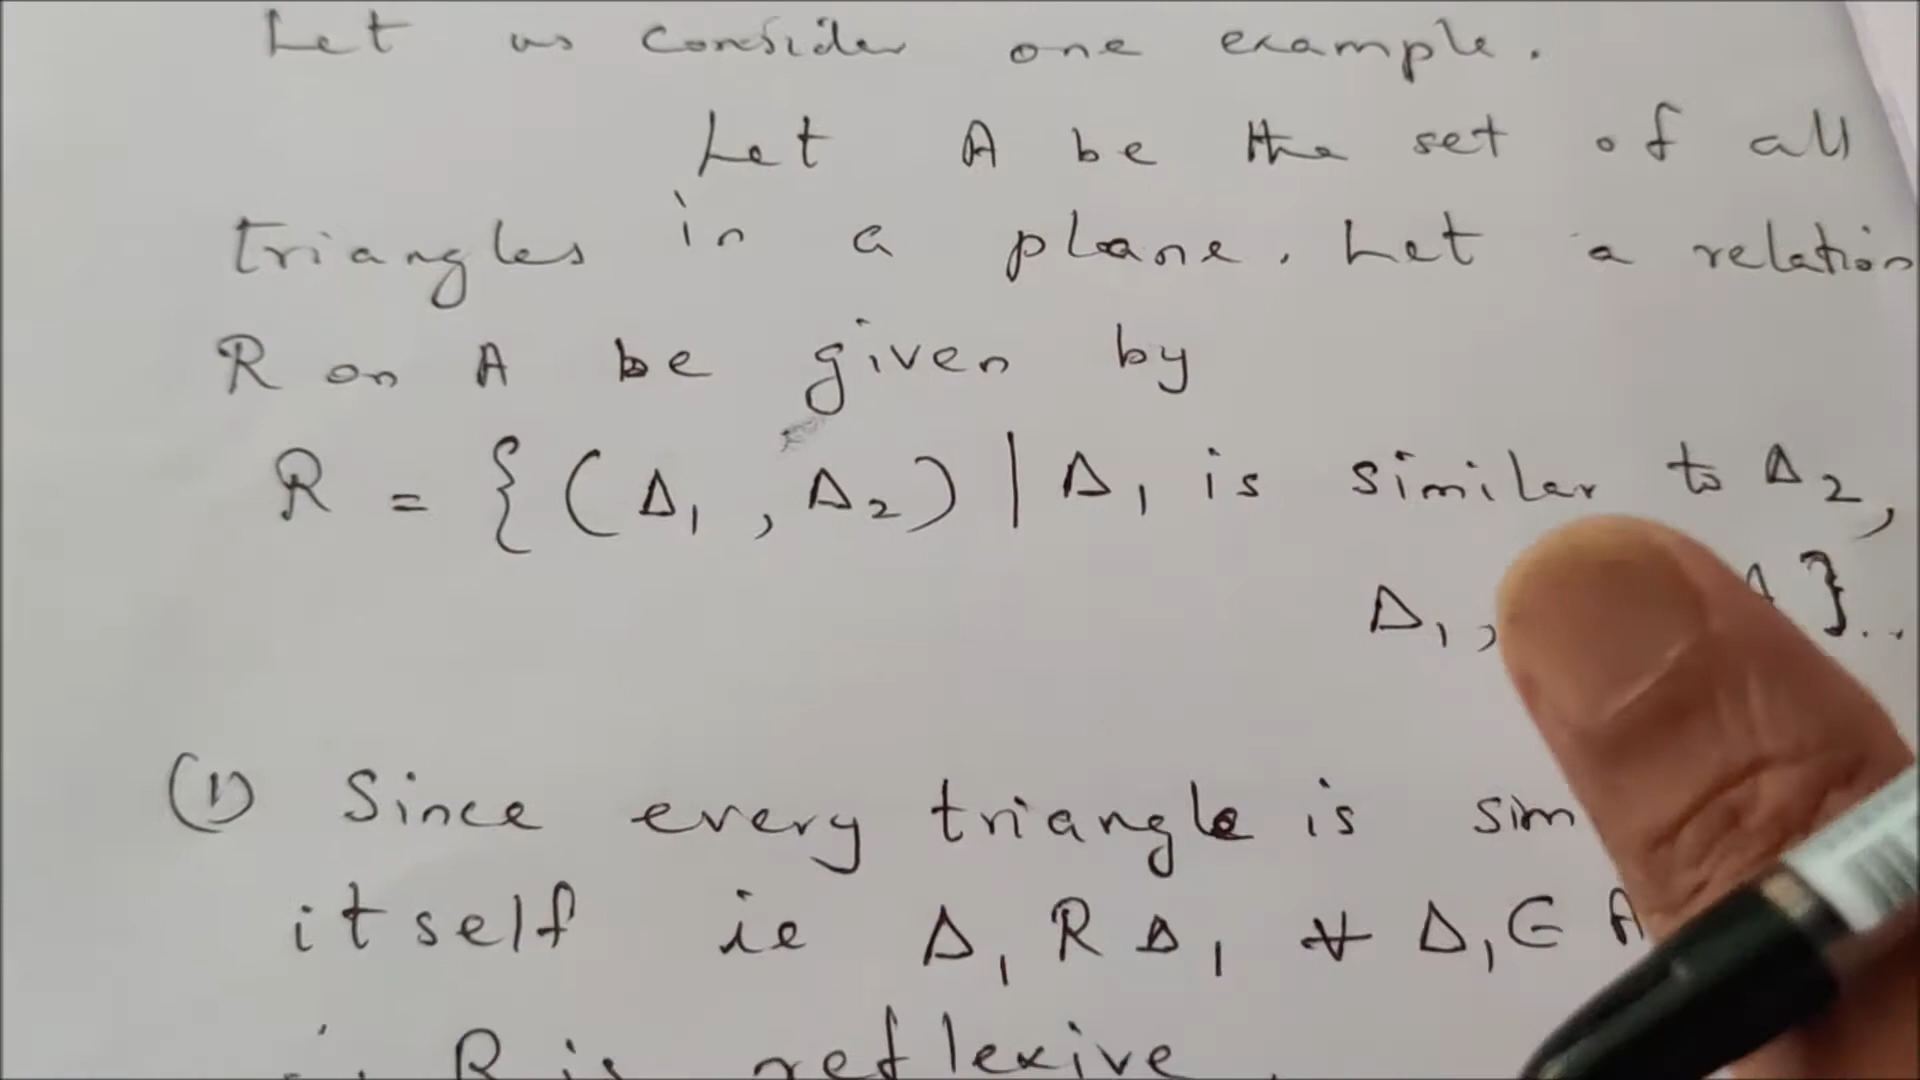 Let us consider one example.
Let A be the set of all
triangles in a plane. Let a relation
R on A be given by
R = { (Δ₁ , Δ₂) | Δ₁ is similar to Δ₂,
Δ₁, }..
(1) Since every triangle is sim
itself ie Δ₁ R Δ₁ ∀ Δ₁ ∈ A
∴ R is reflexive.